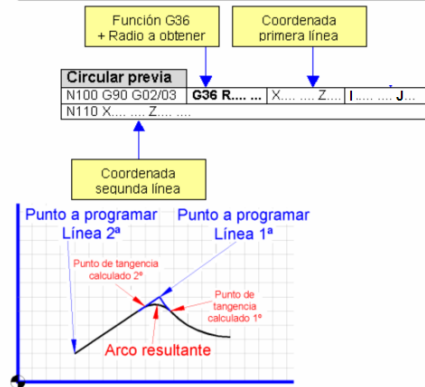 Función G36
+ Radio a obtener
Coordenada
primera línea
Circular previa
N100 G90 G02/03 G36 R.... ... X.... .... Z.... I ..... .... J...
N110 X.... .... Z.... ....
Coordenada
segunda línea
Punto a programar
Línea 2ª
Punto a programar
Línea 1ª
Punto de tangencia
calculado 2º
Punto de
tangencia
calculado 1º
Arco resultante